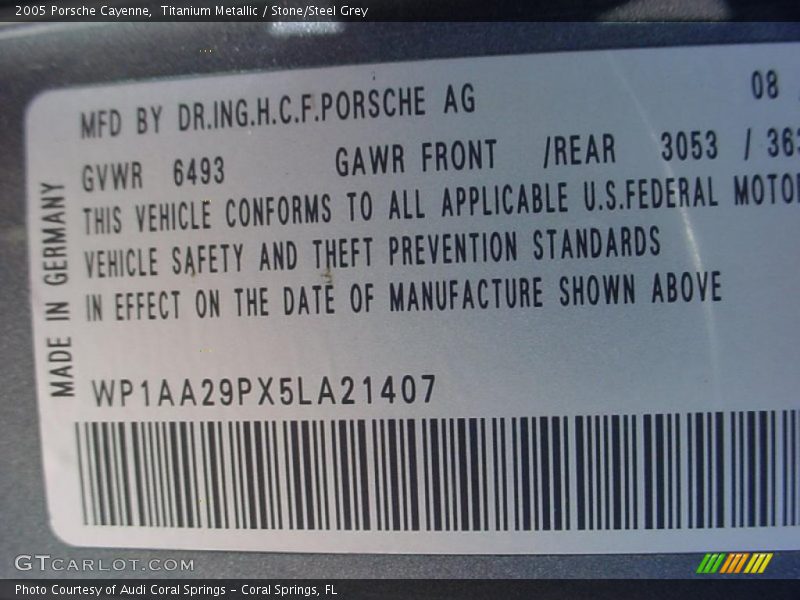 2005 Porsche Cayenne, Titanium Metallic / Stone/Steel Grey
MFD BY DR.ING.H.C.F.PORSCHE AG 08
GVWR 6493 GAWR FRONT /REAR 3053 / 363
THIS VEHICLE CONFORMS TO ALL APPLICABLE U.S.FEDERAL MOTOR
VEHICLE SAFETY AND THEFT PREVENTION STANDARDS
IN EFFECT ON THE DATE OF MANUFACTURE SHOWN ABOVE
MADE IN GERMANY
WP1AA29PX5LA21407
GTCARLOT.COM
Photo Courtesy of Audi Coral Springs – Coral Springs, FL